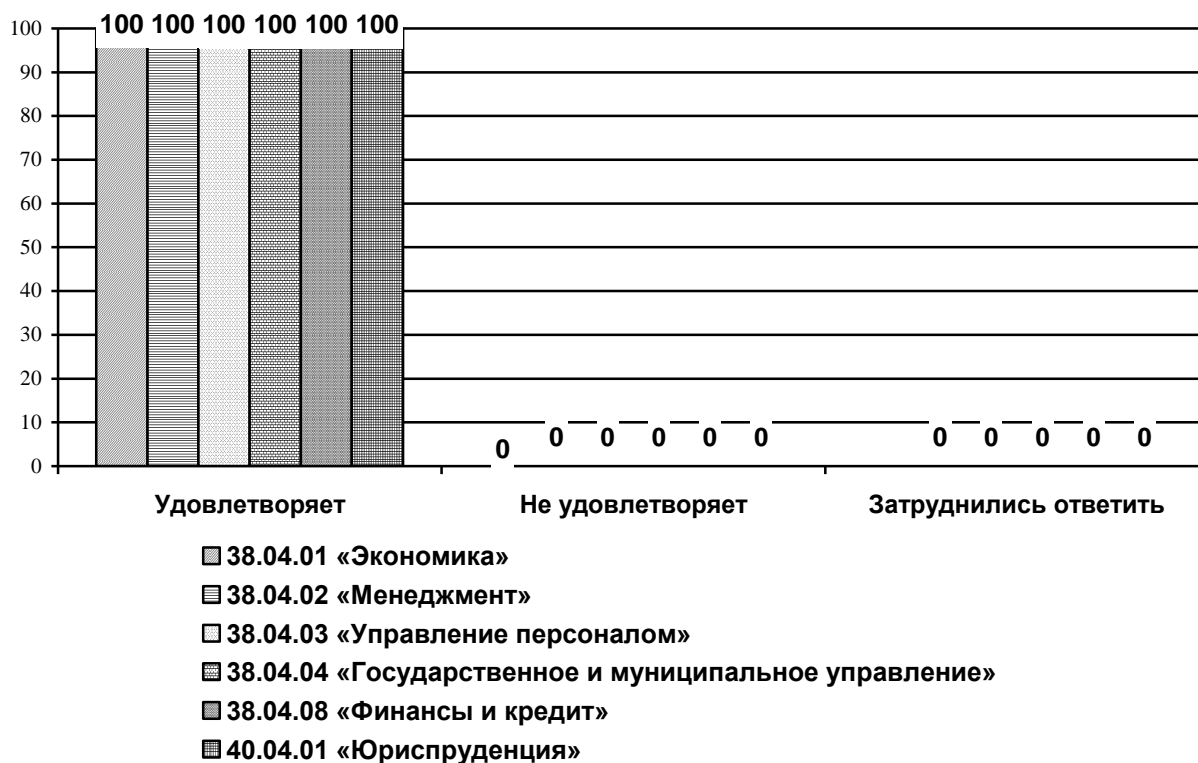 100 100 100 100 100 100
100
90
80
70
60
50
40
30
20
10
0
0 0 0 0 0 0
0 0 0 0 0
Удовлетворяет Не удовлетворяет Затруднились ответить
38.04.01 «Экономика»
38.04.02 «Менеджмент»
38.04.03 «Управление персоналом»
38.04.04 «Государственное и муниципальное управление»
38.04.08 «Финансы и кредит»
40.04.01 «Юриспруденция»